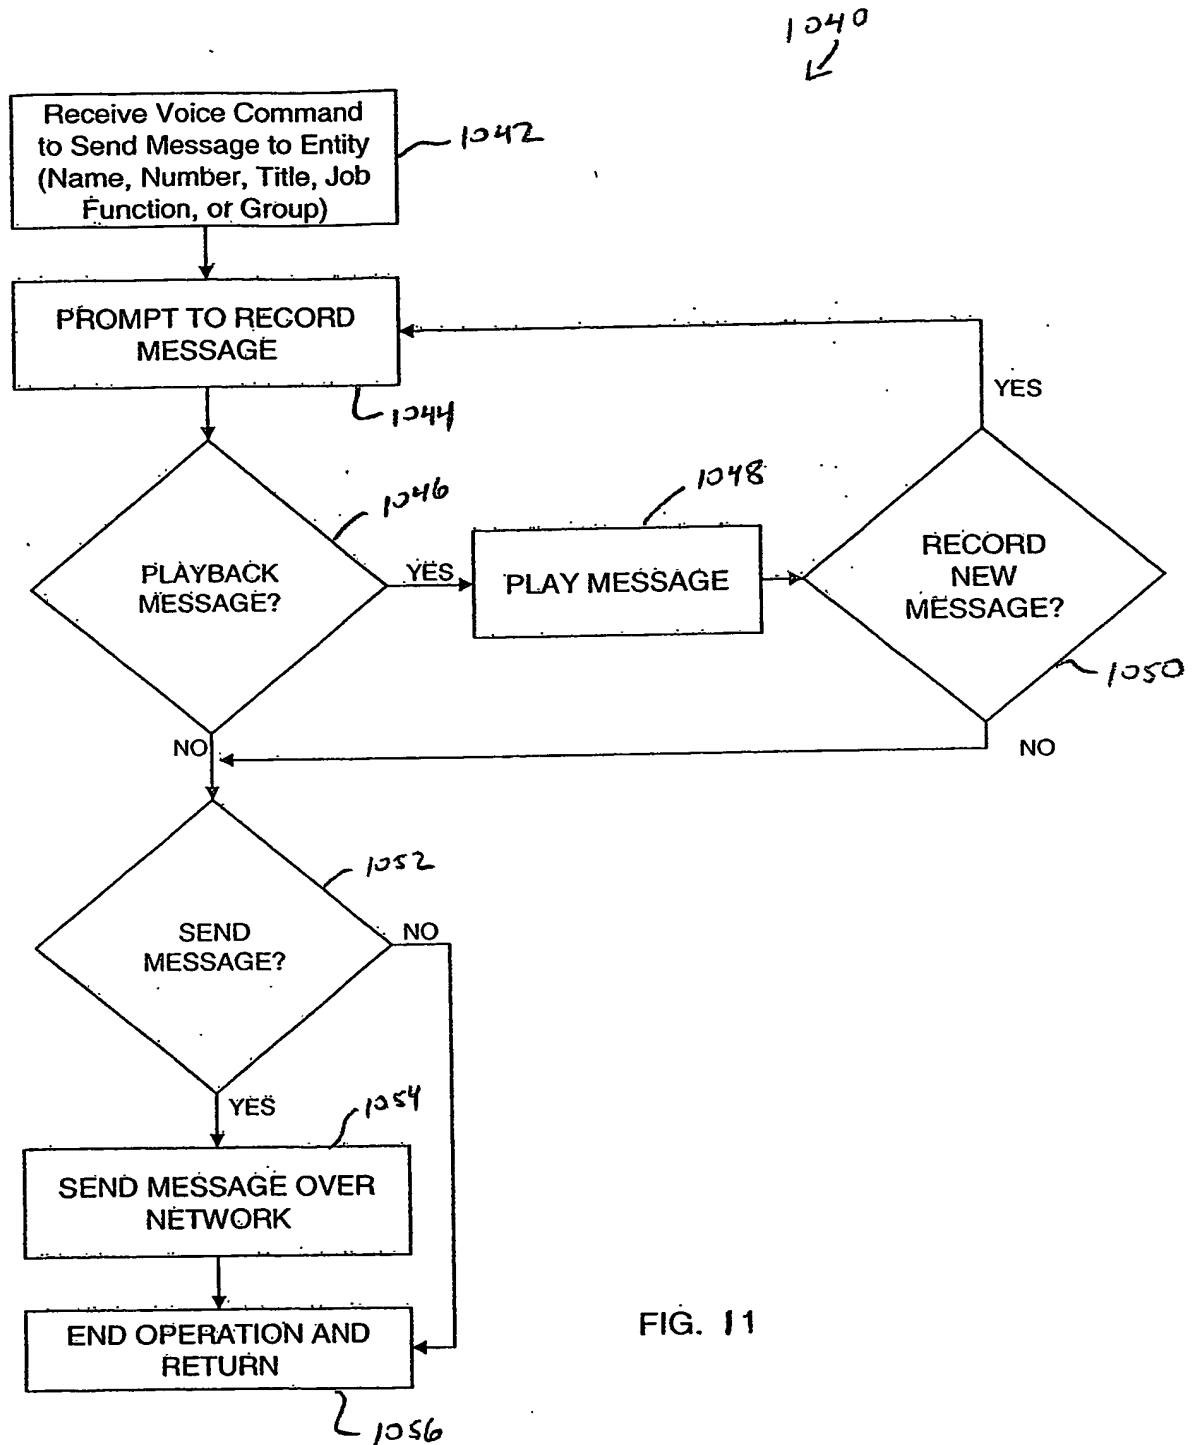 1040
Receive Voice Command
to Send Message to Entity
(Name, Number, Title, Job
Function, or Group)
1042
PROMPT TO RECORD
MESSAGE
1044
YES
1046
PLAYBACK
MESSAGE?
YES
1048
PLAY MESSAGE
RECORD
NEW
MESSAGE?
1050
NO
NO
1052
SEND
MESSAGE?
NO
YES
1054
SEND MESSAGE OVER
NETWORK
END OPERATION AND
RETURN
1056
FIG. 11